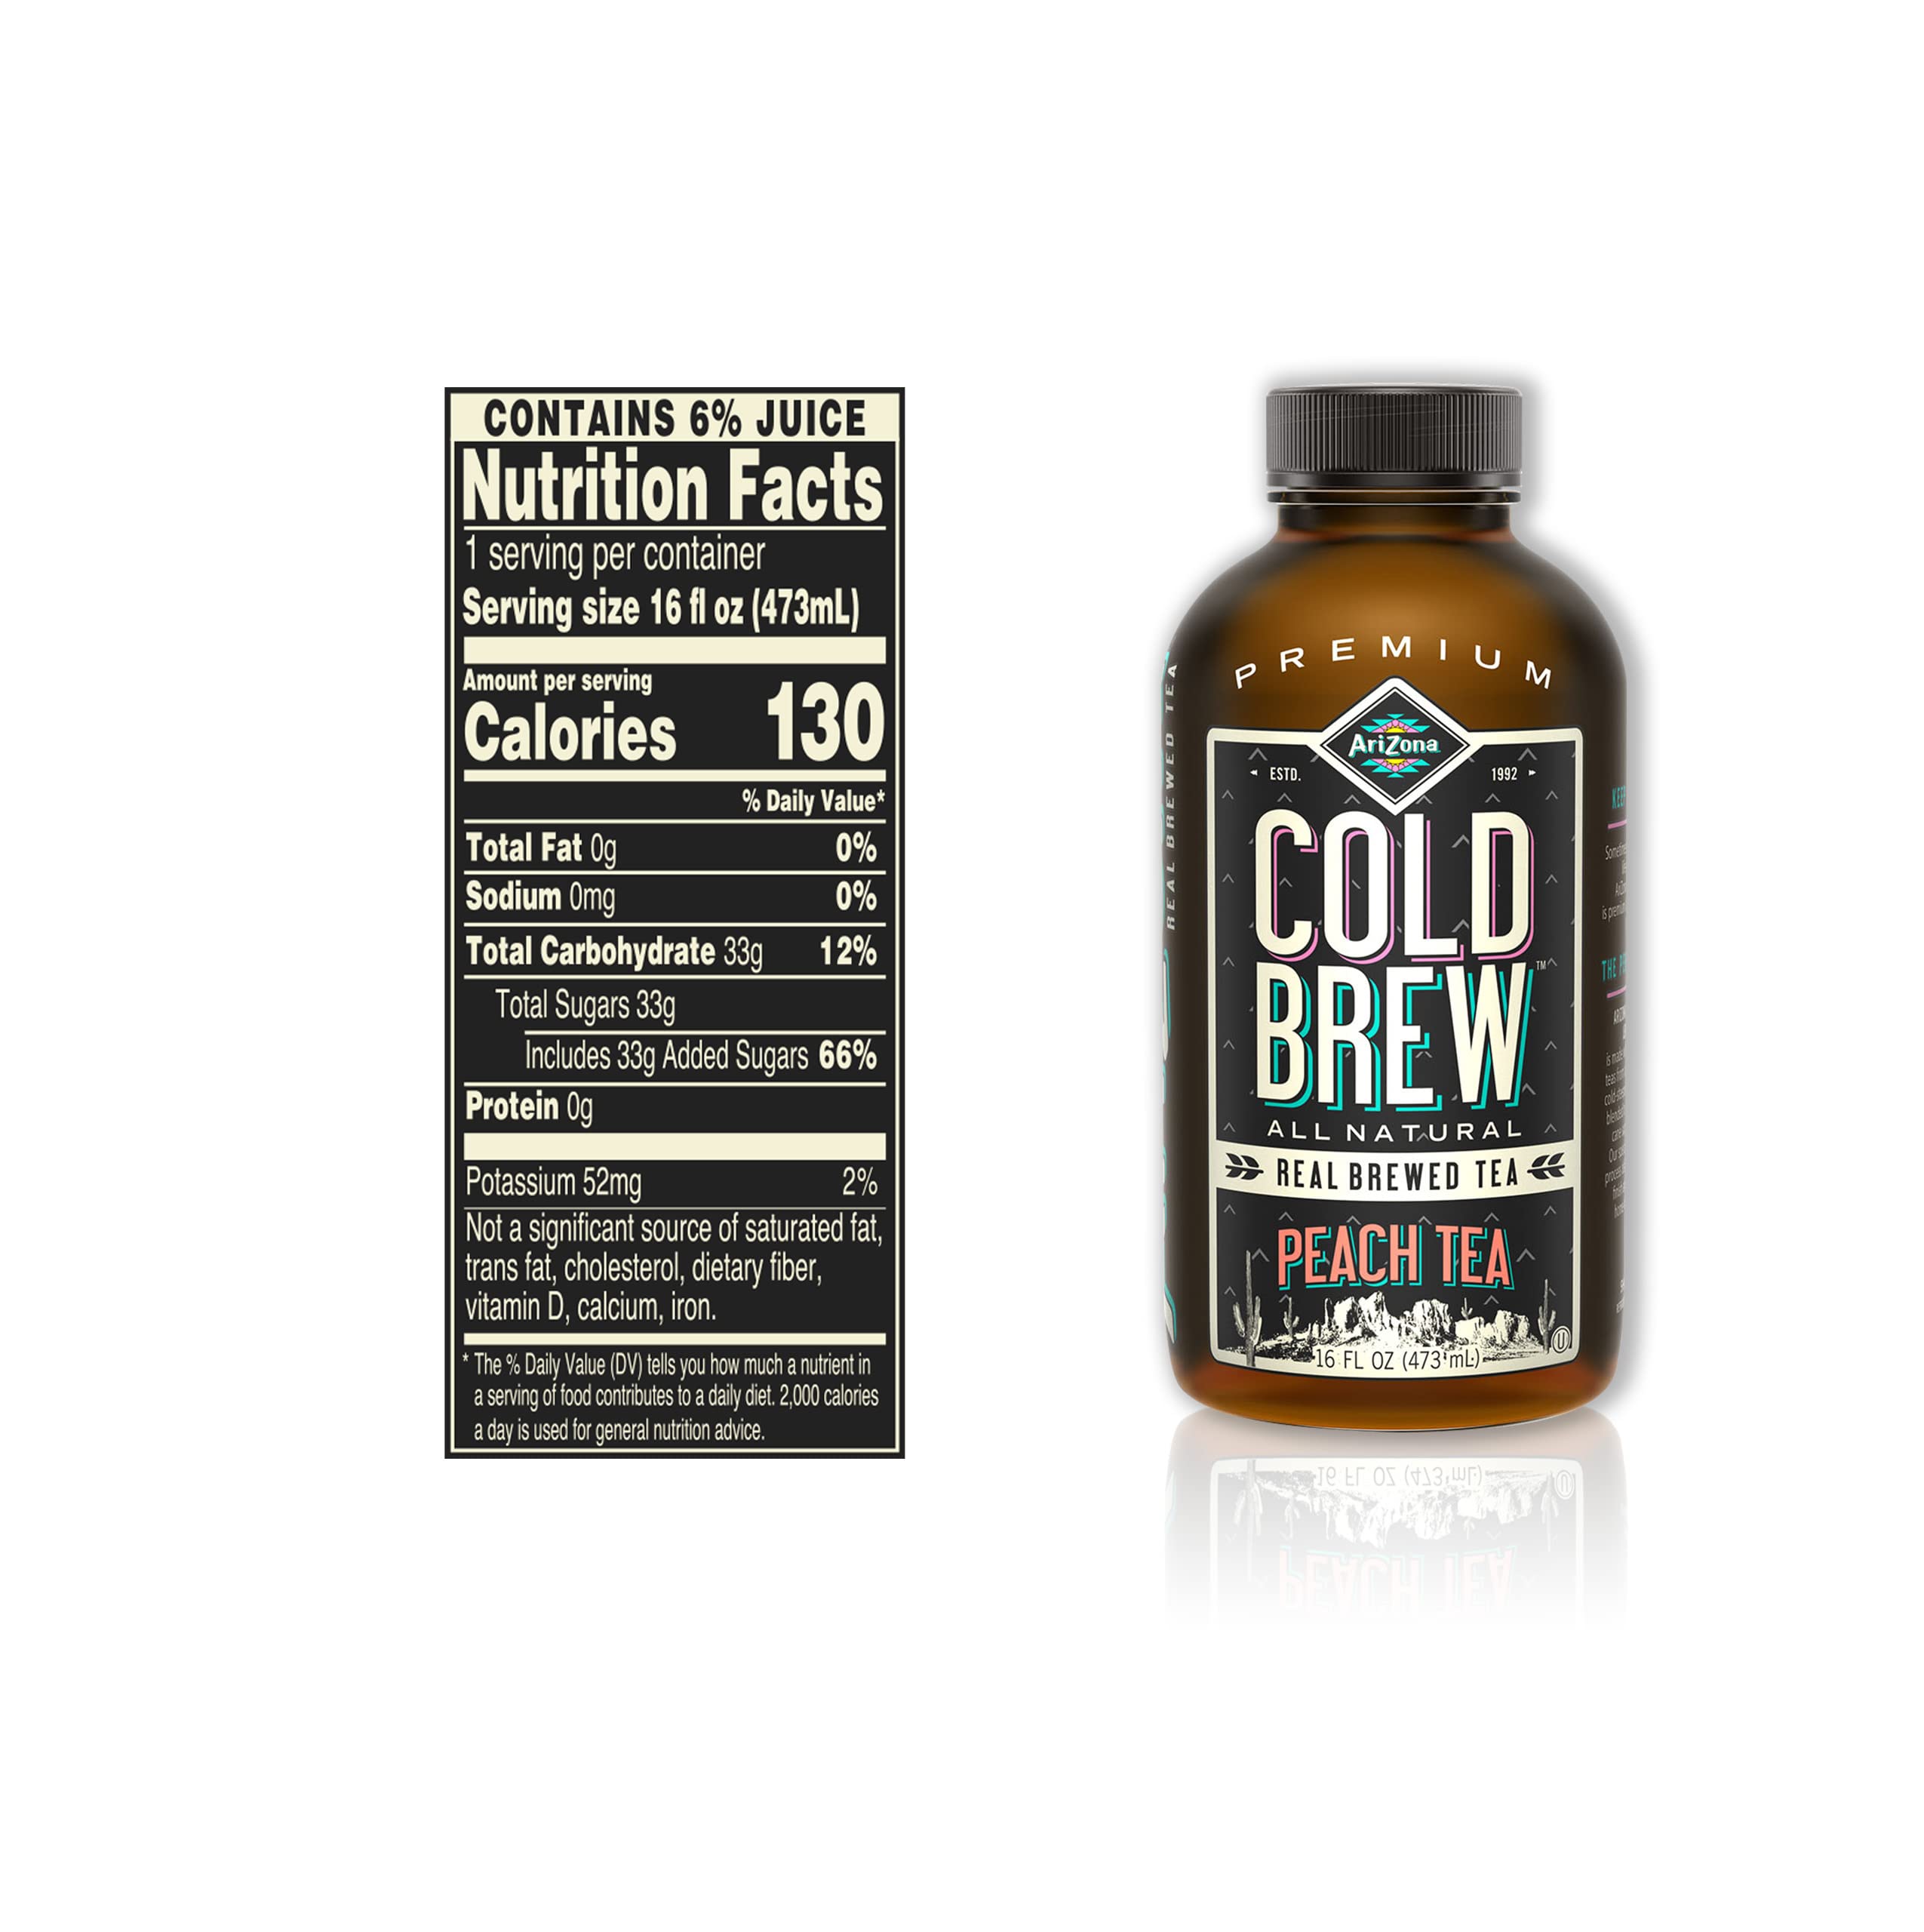 CONTAINS 6% JUICE
Nutrition Facts
1 serving per container
Serving size 16 fl oz (473mL)
Amount per serving
Calories 130
% Daily Value*
Total Fat 0g 0%
Sodium 0mg 0%
Total Carbohydrate 33g 12%
Total Sugars 33g
Includes 33g Added Sugars 66%
Protein 0g
Potassium 52mg 2%
Not a significant source of saturated fat,
trans fat, cholesterol, dietary fiber,
vitamin D, calcium, iron.
* The % Daily Value (DV) tells you how much a nutrient in
a serving of food contributes to a daily diet. 2,000 calories
a day is used for general nutrition advice.
PREMIUM
AriZona
ESTD. 1992
COLD
BREW™
ALL NATURAL
REAL BREWED TEA
PEACH TEA
16 FL OZ (473 mL)
U
REAL BREWED TEA